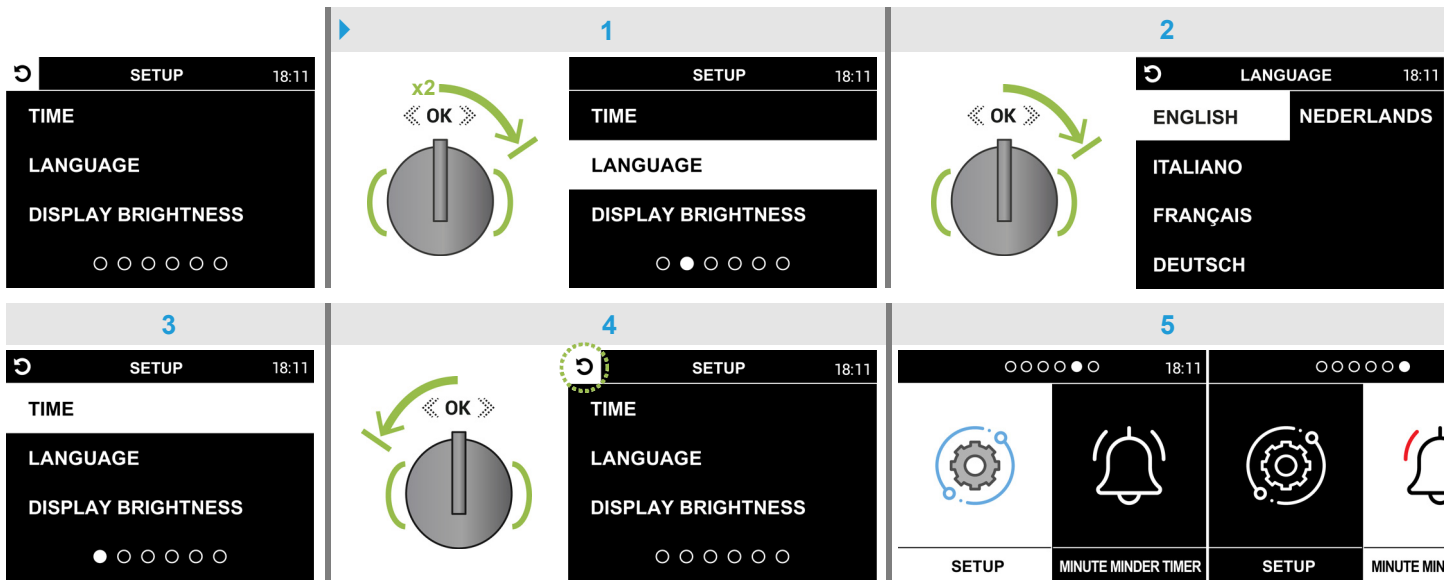 SETUP 18:11
TIME
LANGUAGE
DISPLAY BRIGHTNESS
1
x2
OK
SETUP 18:11
TIME
LANGUAGE
DISPLAY BRIGHTNESS
2
OK
LANGUAGE 18:11
ENGLISH NEDERLANDS
ITALIANO
FRANÇAIS
DEUTSCH
3
SETUP 18:11
TIME
LANGUAGE
DISPLAY BRIGHTNESS
4
OK
SETUP 18:11
TIME
LANGUAGE
DISPLAY BRIGHTNESS
5
18:11
SETUP MINUTE MINDER TIMER
SETUP MINUTE MIN